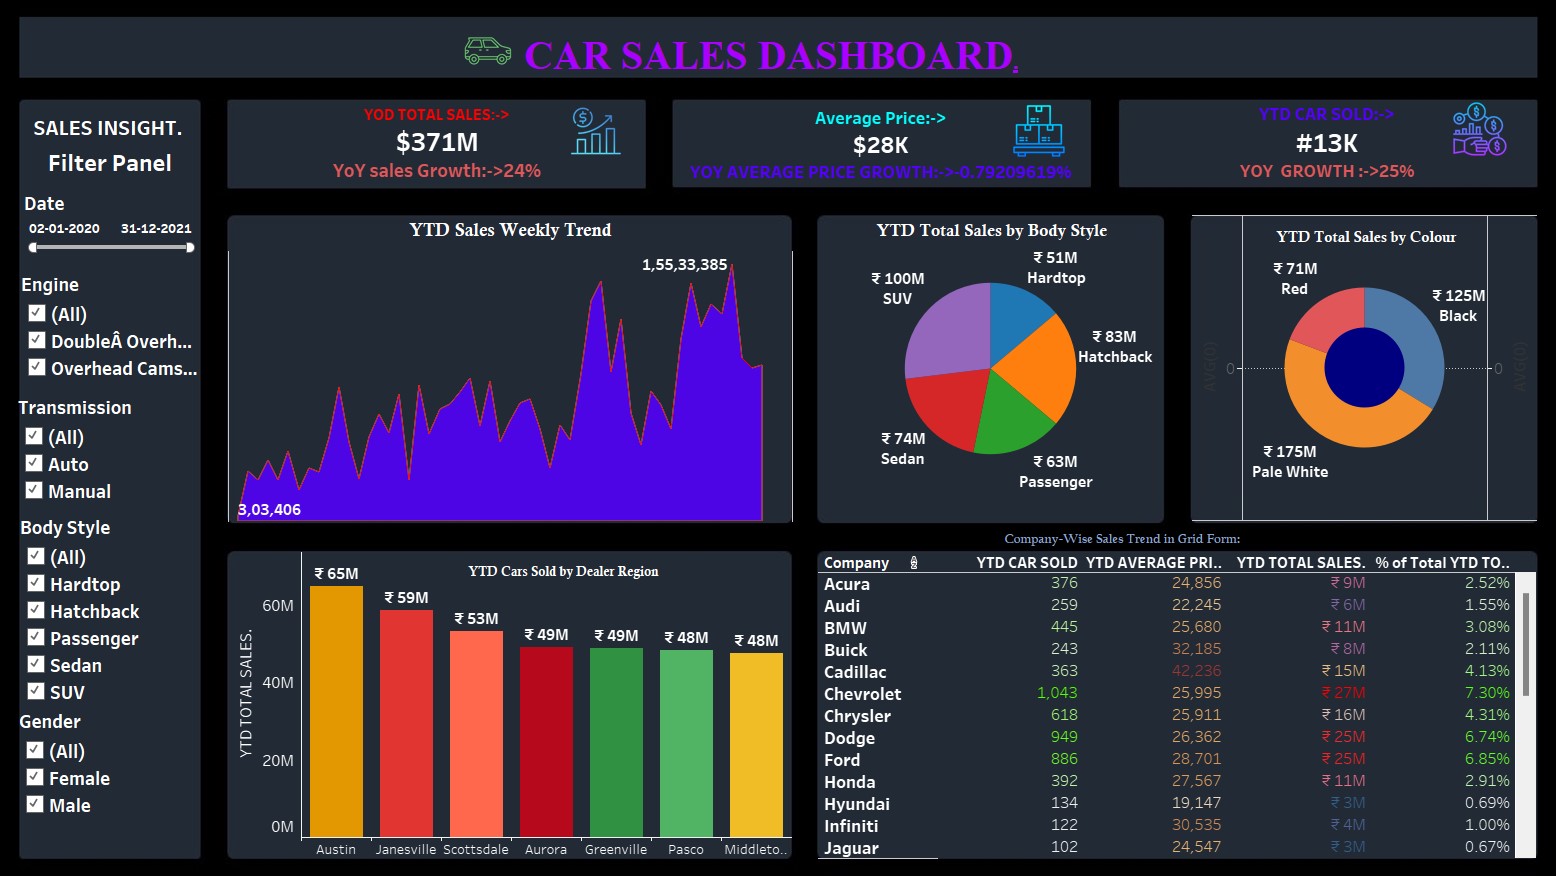 CAR SALES DASHBOARD.
SALES INSIGHT.
Filter Panel
Date
02-01-2020 31-12-2021
Engine
(All)
DoubleÂ Overh...
Overhead Cams...
Transmission
(All)
Auto
Manual
Body Style
(All)
Hardtop
Hatchback
Passenger
Sedan
SUV
Gender
(All)
Female
Male
YOD TOTAL SALES:->
$371M
YoY sales Growth:->24%
Average Price:->
$28K
YOY AVERAGE PRICE GROWTH:->-0.79209619%
YTD CAR SOLD:->
#13K
YOY GROWTH :->25%
YTD Sales Weekly Trend
1,55,33,385
3,03,406
YTD Total Sales by Body Style
₹ 51M
Hardtop
₹ 100M
SUV
₹ 83M
Hatchback
₹ 74M
Sedan
₹ 63M
Passenger
YTD Total Sales by Colour
₹ 71M
Red
₹ 125M
Black
AVG(0)
0
0
AVG(0)
₹ 175M
Pale White
YTD Cars Sold by Dealer Region
₹ 65M
₹ 59M
₹ 53M
₹ 49M
₹ 49M
₹ 48M
₹ 48M
YTD TOTAL SALES.
60M
40M
20M
0M
Austin Janesville Scottsdale Aurora Greenville Pasco Middleto..
Company-Wise Sales Trend in Grid Form:
Company YTD CAR SOLD YTD AVERAGE PRI.. YTD TOTAL SALES. % of Total YTD TO..
Acura 376 24,856 ₹ 9M 2.52%
Audi 259 22,245 ₹ 6M 1.55%
BMW 445 25,680 ₹ 11M 3.08%
Buick 243 32,185 ₹ 8M 2.11%
Cadillac 363 42,236 ₹ 15M 4.13%
Chevrolet 1,043 25,995 ₹ 27M 7.30%
Chrysler 618 25,911 ₹ 16M 4.31%
Dodge 949 26,362 ₹ 25M 6.74%
Ford 886 28,701 ₹ 25M 6.85%
Honda 392 27,567 ₹ 11M 2.91%
Hyundai 134 19,147 ₹ 3M 0.69%
Infiniti 122 30,535 ₹ 4M 1.00%
Jaguar 102 24,547 ₹ 3M 0.67%